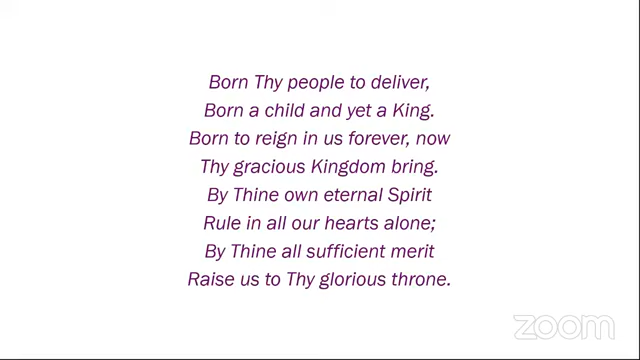 Born Thy people to deliver,
Born a child and yet a King.
Born to reign in us forever, now
Thy gracious Kingdom bring.
By Thine own eternal Spirit
Rule in all our hearts alone;
By Thine all sufficient merit
Raise us to Thy glorious throne.
zoom